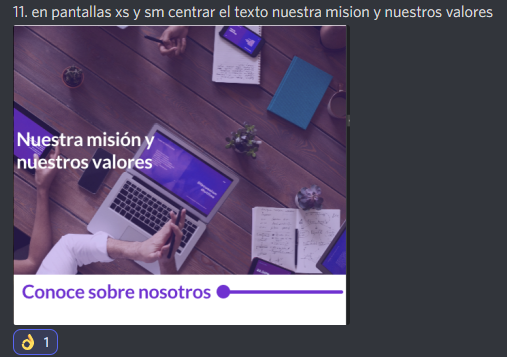 11. en pantallas xs y sm centrar el texto nuestra mision y nuestros valores
Nuestra misión y
nuestros valores
Conoce sobre nosotros
1